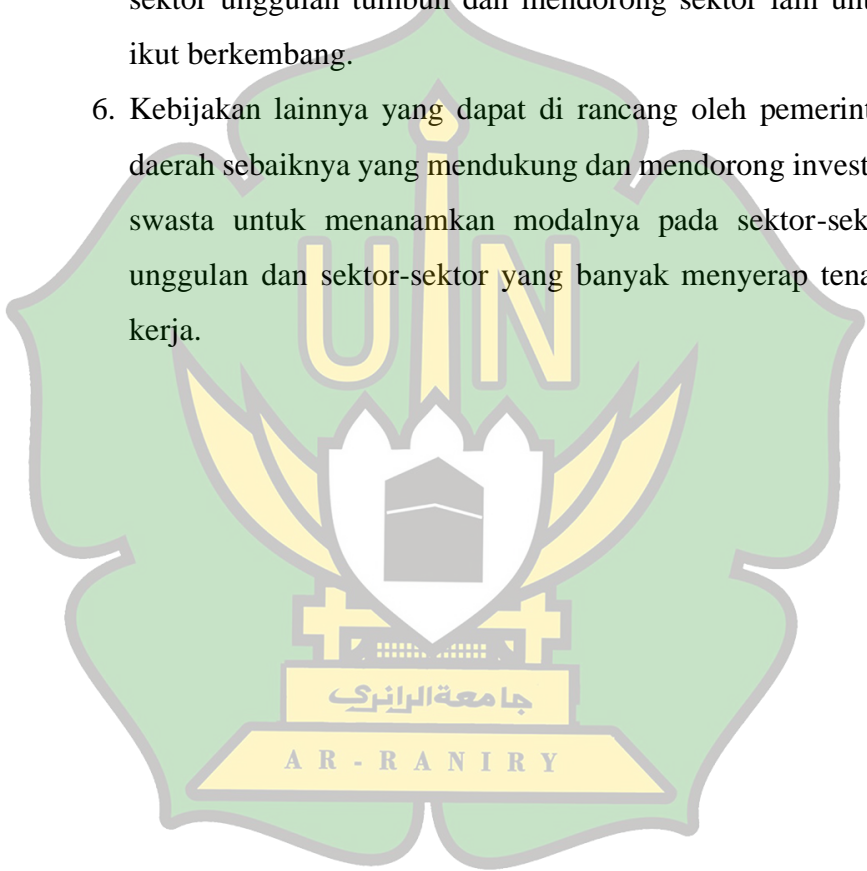 sektor unggulan tumbuh dan mendorong sektor lain unt
ikut berkembang.
6. Kebijakan lainnya yang dapat di rancang oleh pemerint
daerah sebaiknya yang mendukung dan mendorong invest
swasta untuk menanamkan modalnya pada sektor-sek
unggulan dan sektor-sektor yang banyak menyerap tena
kerja.
UIN
جامعةالرانري
AR-RANIRY